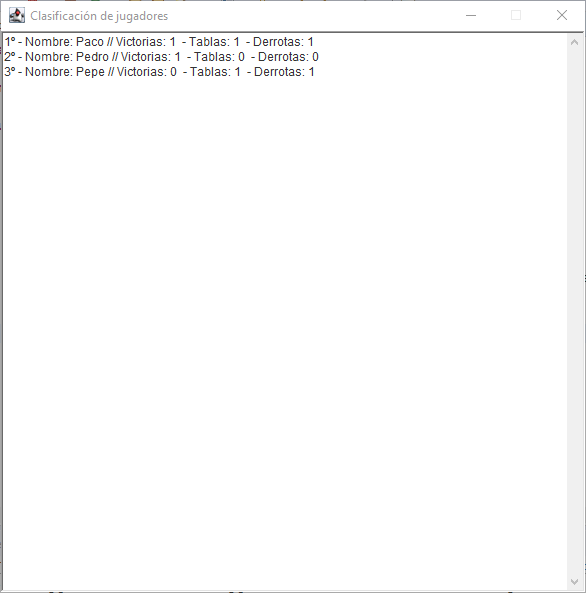 Clasificación de jugadores
1º - Nombre: Paco // Victorias: 1 - Tablas: 1 - Derrotas: 1
2º - Nombre: Pedro // Victorias: 1 - Tablas: 0 - Derrotas: 0
3º - Nombre: Pepe // Victorias: 0 - Tablas: 1 - Derrotas: 1